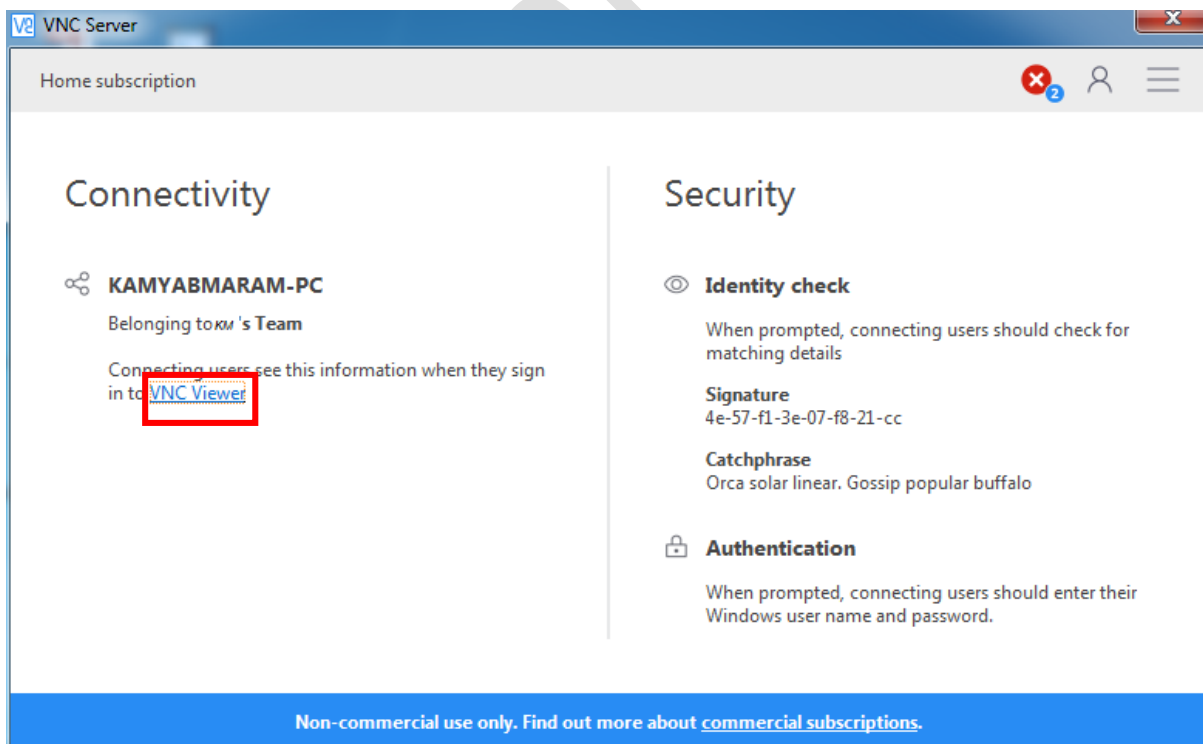 VNC Server
Home subscription
2
Connectivity
KAMYABMARAM-PC
Belonging to KM 's Team
Connecting users see this information when they sign
in to VNC Viewer
Security
Identity check
When prompted, connecting users should check for
matching details
Signature
4e-57-f1-3e-07-f8-21-cc
Catchphrase
Orca solar linear. Gossip popular buffalo
Authentication
When prompted, connecting users should enter their
Windows user name and password.
Non-commercial use only. Find out more about commercial subscriptions.